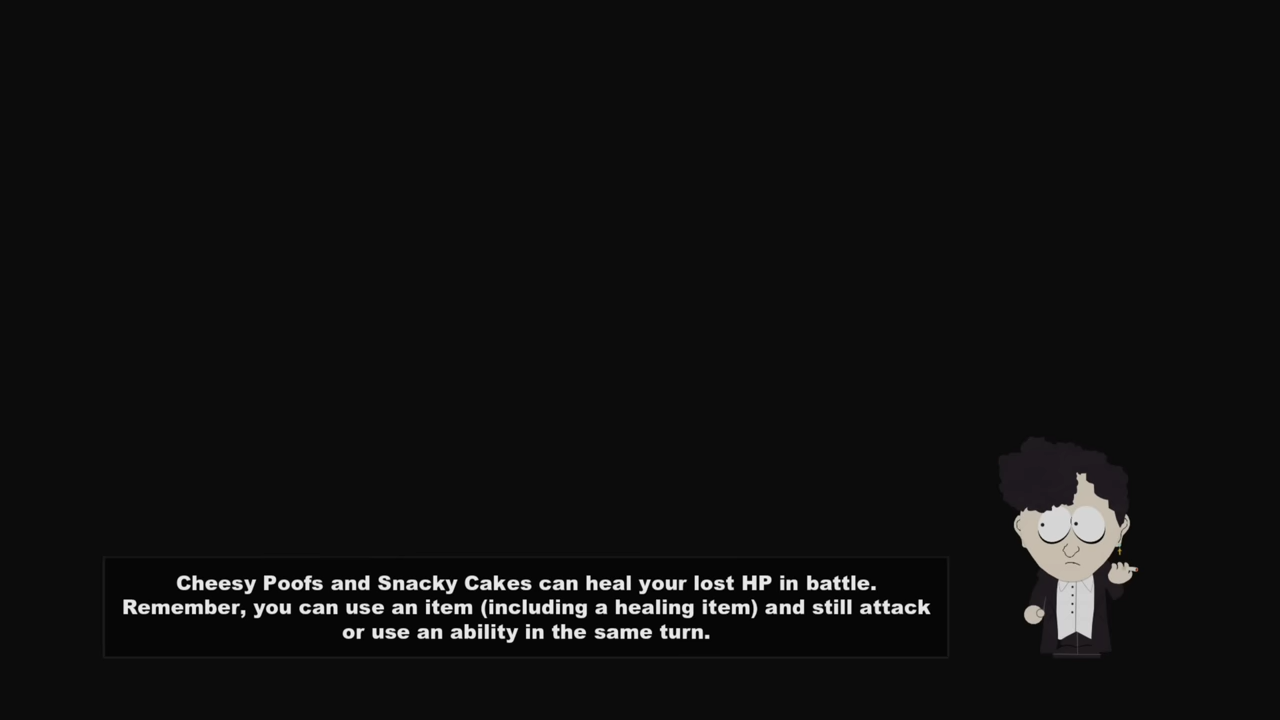 Cheesy Poofs and Snacky Cakes can heal your lost HP in battle.
Remember, you can use an item (including a healing item) and still attack
or use an ability in the same turn.